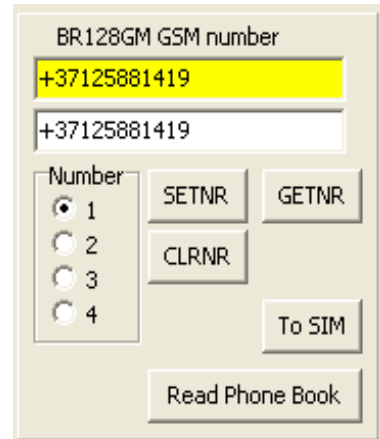 BR128GM GSM number
+37125881419
+37125881419
Number
1
2
3
4
SETNR
GETNR
CLRNR
To SIM
Read Phone Book